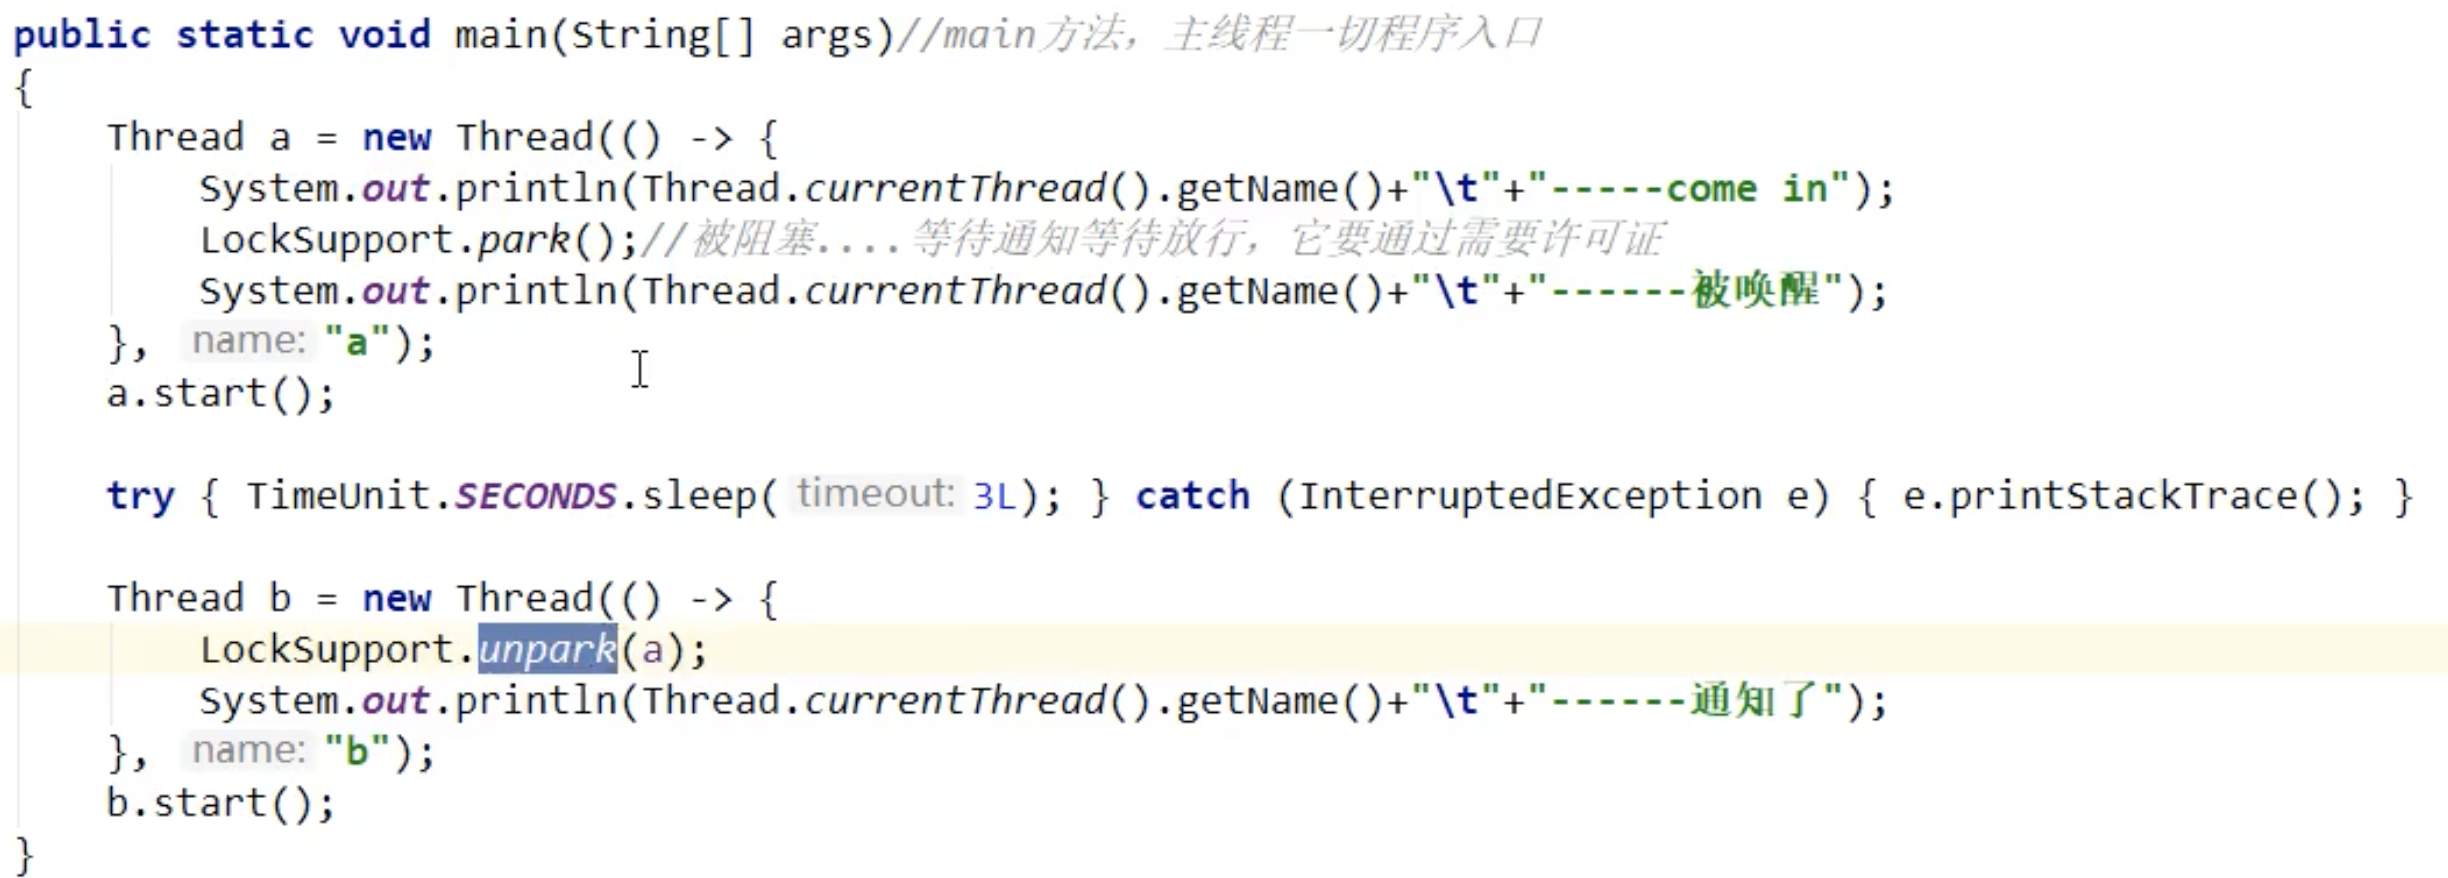 public static void main(String[] args)//main方法，主线程一切程序入口
{
    Thread a = new Thread(() -> {
        System.out.println(Thread.currentThread().getName()+"\t"+"-----come in");
        LockSupport.park();//被阻塞....等待通知等待放行，它要通过需要许可证
        System.out.println(Thread.currentThread().getName()+"\t"+"------被唤醒");
    }, name: "a");
    a.start();
    try { TimeUnit.SECONDS.sleep( timeout: 3L); } catch (InterruptedException e) { e.printStackTrace(); }
    Thread b = new Thread(() -> {
        LockSupport.unpark(a);
        System.out.println(Thread.currentThread().getName()+"\t"+"------通知了");
    }, name: "b");
    b.start();
}